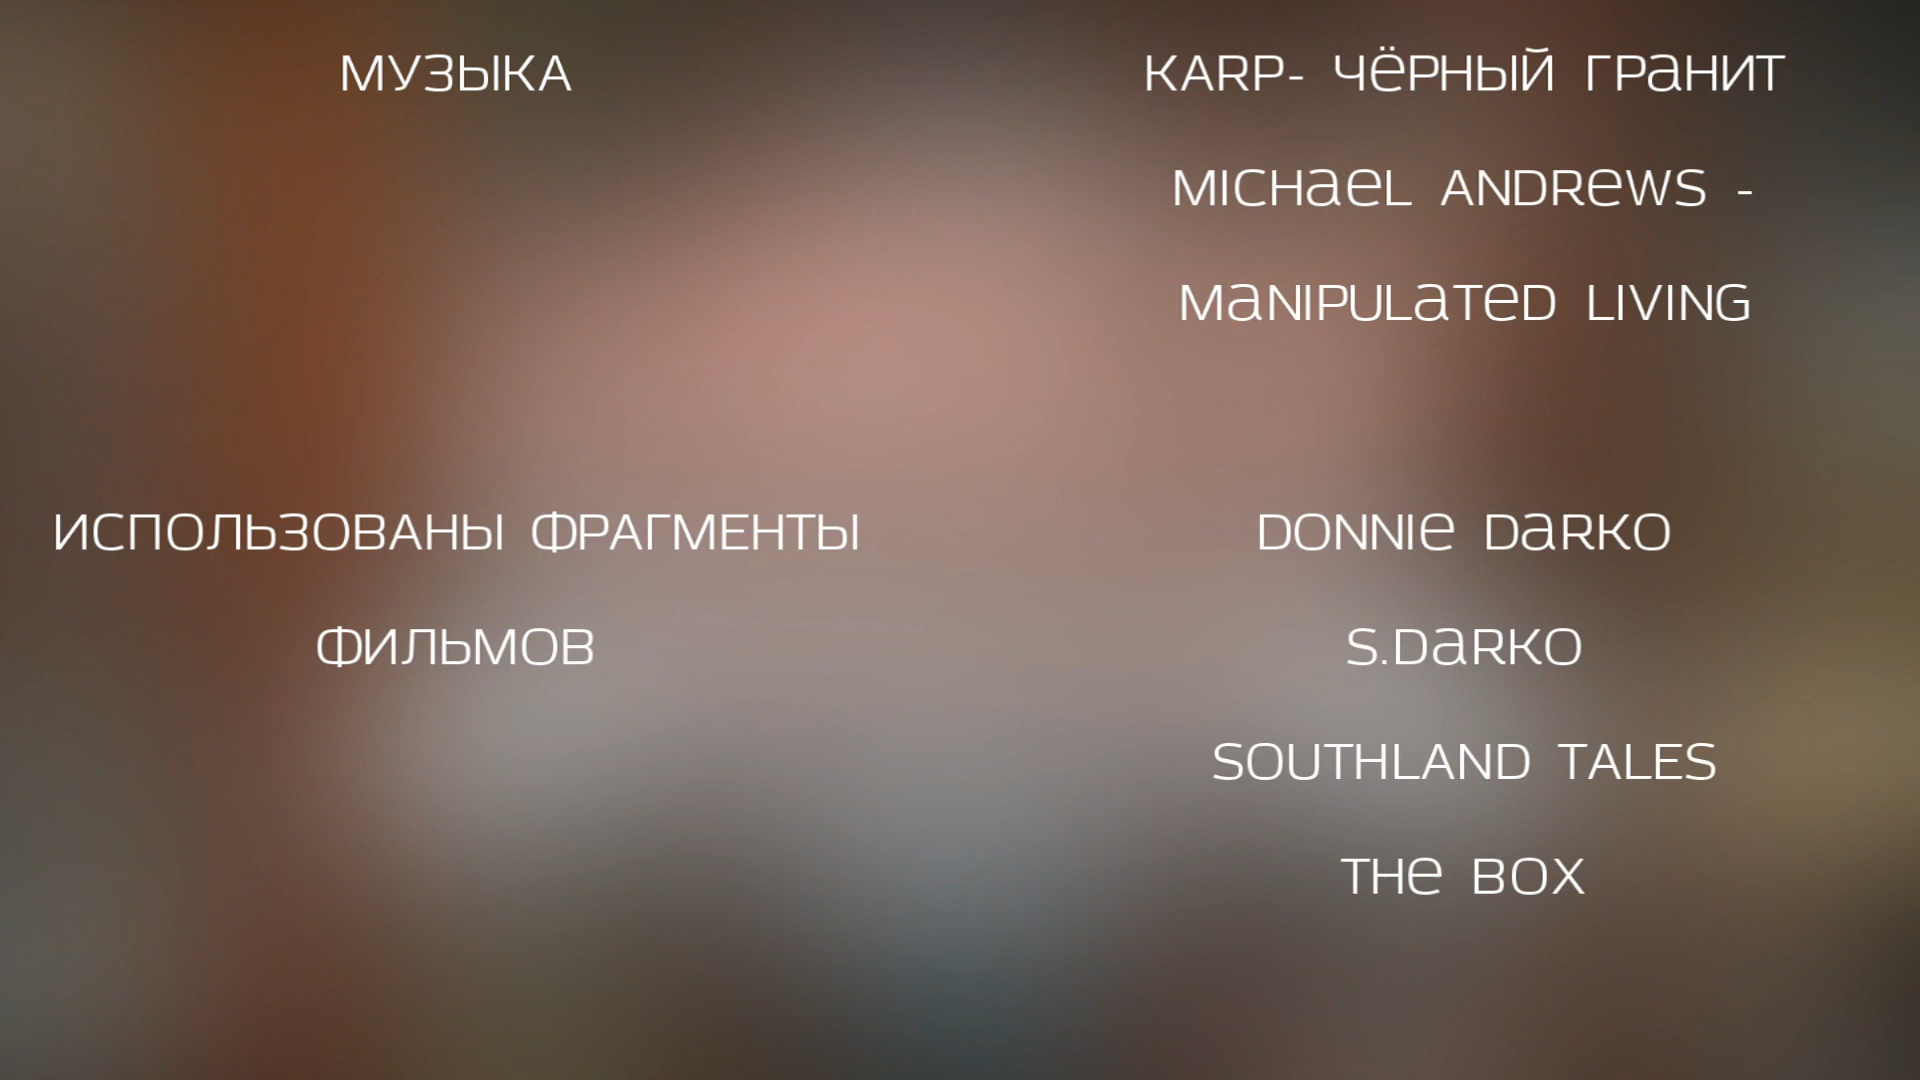 МУЗЫКА
KARP- ЧЁРНЫЙ ГРАНИТ
MICHAEL ANDREWS -
MANIPULATED LIVING
ИСПОЛЬЗОВАНЫ ФРАГМЕНТЫ
ФИЛЬМОВ
DONNIE DARKO
S.DARKO
SOUTHLAND TALES
THE BOX